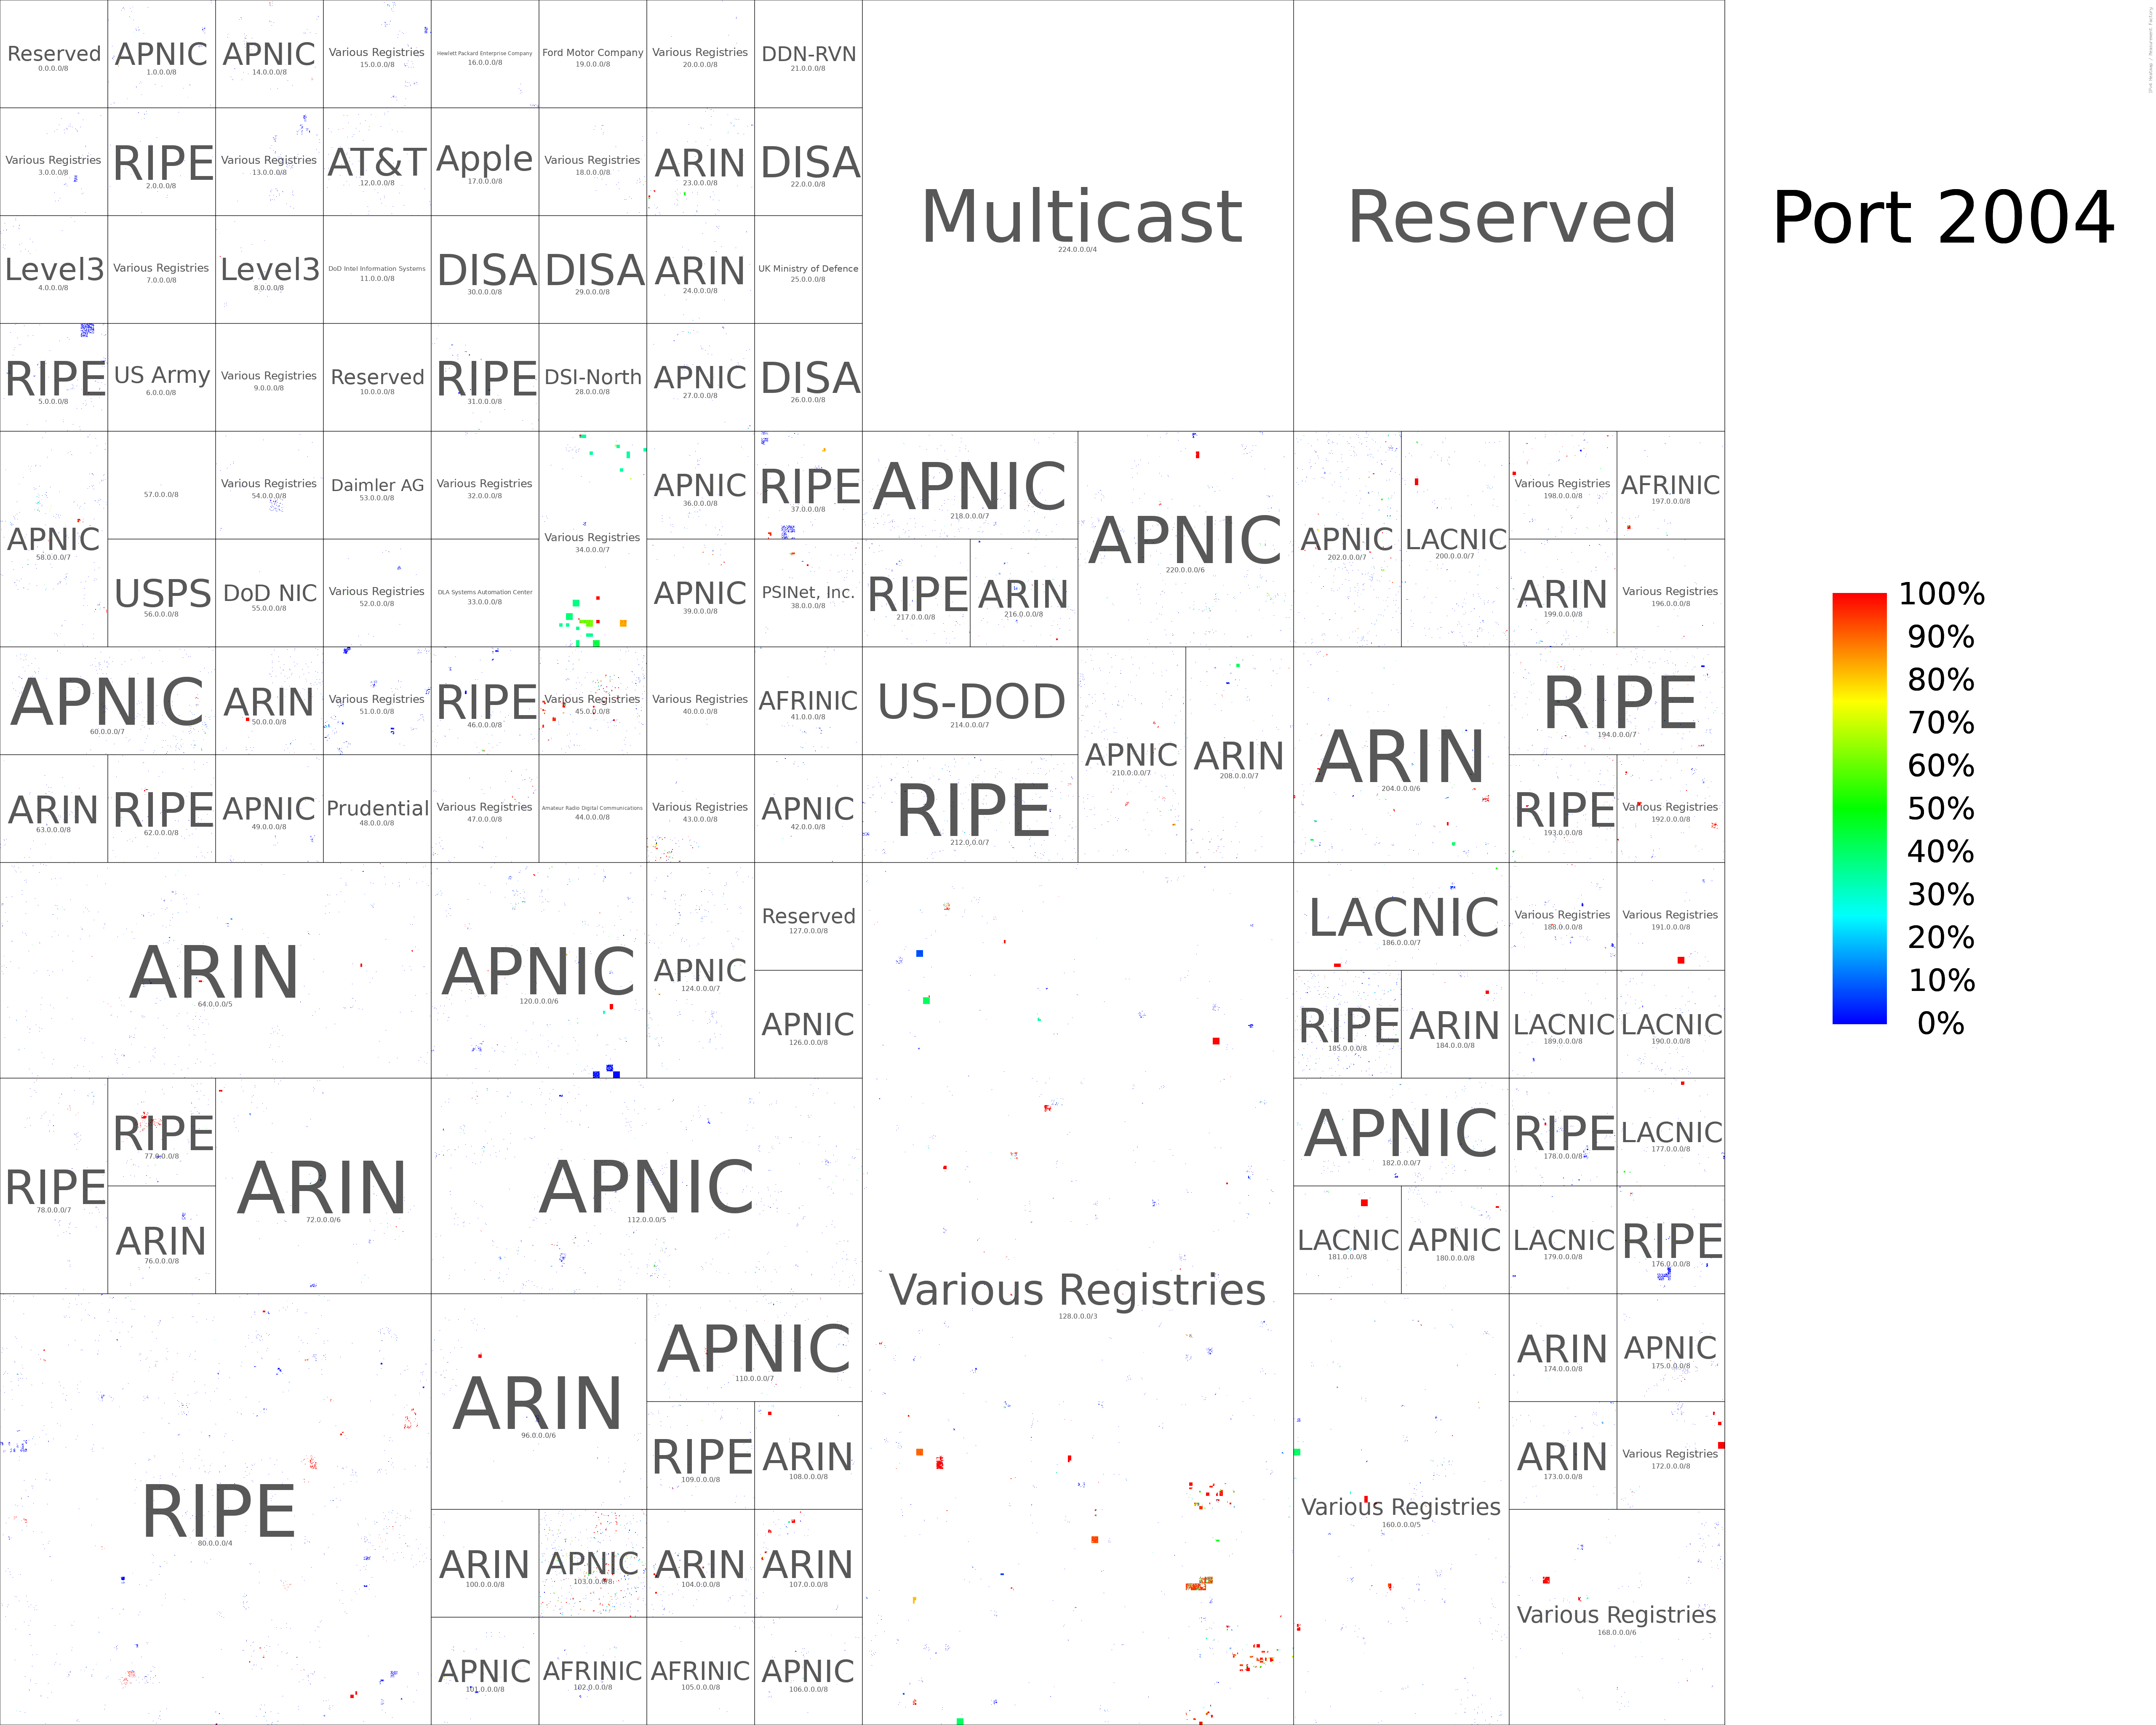 Reserved
0.0.0.0/8
APNIC
1.0.0.0/8
APNIC
14.0.0.0/8
Various Registries
15.0.0.0/8
Hewlett Packard Enterprise Company
16.0.0.0/8
Ford Motor Company
19.0.0.0/8
Various Registries
20.0.0.0/8
DDN-RVN
21.0.0.0/8
Various Registries
3.0.0.0/8
RIPE
2.0.0.0/8
Various Registries
13.0.0.0/8
AT&T
12.0.0.0/8
Apple
17.0.0.0/8
Various Registries
18.0.0.0/8
ARIN
23.0.0.0/8
DISA
22.0.0.0/8
Multicast
224.0.0.0/4
Reserved
Port 2004
Level3
4.0.0.0/8
Various Registries
7.0.0.0/8
Level3
8.0.0.0/8
DoD Intel Information Systems
11.0.0.0/8
DISA
30.0.0.0/8
DISA
29.0.0.0/8
ARIN
24.0.0.0/8
UK Ministry of Defence
25.0.0.0/8
RIPE
5.0.0.0/8
US Army
6.0.0.0/8
Various Registries
9.0.0.0/8
Reserved
10.0.0.0/8
RIPE
31.0.0.0/8
DSI-North
28.0.0.0/8
APNIC
27.0.0.0/8
DISA
26.0.0.0/8
APNIC
58.0.0.0/7
57.0.0.0/8
Various Registries
54.0.0.0/8
Daimler AG
53.0.0.0/8
Various Registries
32.0.0.0/8
Various Registries
34.0.0.0/7
APNIC
36.0.0.0/8
RIPE
37.0.0.0/8
APNIC
218.0.0.0/7
APNIC
220.0.0.0/6
APNIC
202.0.0.0/7
LACNIC
200.0.0.0/7
Various Registries
198.0.0.0/8
AFRINIC
197.0.0.0/8
USPS
56.0.0.0/8
DoD NIC
55.0.0.0/8
Various Registries
52.0.0.0/8
DLA Systems Automation Center
33.0.0.0/8
APNIC
39.0.0.0/8
PSINet, Inc.
38.0.0.0/8
RIPE
217.0.0.0/8
ARIN
216.0.0.0/8
ARIN
199.0.0.0/8
Various Registries
196.0.0.0/8
APNIC
60.0.0.0/7
ARIN
50.0.0.0/8
Various Registries
51.0.0.0/8
RIPE
46.0.0.0/8
Various Registries
45.0.0.0/8
Various Registries
40.0.0.0/8
AFRINIC
41.0.0.0/8
US-DOD
214.0.0.0/7
APNIC
210.0.0.0/7
ARIN
208.0.0.0/7
ARIN
204.0.0.0/6
RIPE
194.0.0.0/7
ARIN
63.0.0.0/8
RIPE
62.0.0.0/8
APNIC
49.0.0.0/8
Prudential
48.0.0.0/8
Various Registries
47.0.0.0/8
Amateur Radio Digital Communications
44.0.0.0/8
Various Registries
43.0.0.0/8
APNIC
42.0.0.0/8
RIPE
212.0.0.0/7
RIPE
193.0.0.0/8
Various Registries
192.0.0.0/8
100%
90%
80%
70%
60%
50%
40%
30%
20%
10%
0%
ARIN
64.0.0.0/5
APNIC
120.0.0.0/6
APNIC
124.0.0.0/7
Reserved
127.0.0.0/8
APNIC
126.0.0.0/8
LACNIC
186.0.0.0/7
Various Registries
188.0.0.0/8
Various Registries
191.0.0.0/8
RIPE
185.0.0.0/8
ARIN
184.0.0.0/8
LACNIC
189.0.0.0/8
LACNIC
190.0.0.0/8
RIPE
78.0.0.0/7
RIPE
77.0.0.0/8
ARIN
76.0.0.0/8
ARIN
72.0.0.0/6
APNIC
112.0.0.0/5
Various Registries
128.0.0.0/3
APNIC
182.0.0.0/7
RIPE
178.0.0.0/8
LACNIC
177.0.0.0/8
LACNIC
181.0.0.0/8
APNIC
180.0.0.0/8
LACNIC
179.0.0.0/8
RIPE
176.0.0.0/8
RIPE
80.0.0.0/4
ARIN
96.0.0.0/6
APNIC
110.0.0.0/7
RIPE
109.0.0.0/8
ARIN
108.0.0.0/8
Various Registries
160.0.0.0/5
ARIN
174.0.0.0/8
APNIC
175.0.0.0/8
ARIN
173.0.0.0/8
Various Registries
172.0.0.0/8
ARIN
100.0.0.0/8
APNIC
103.0.0.0/8
ARIN
104.0.0.0/8
ARIN
107.0.0.0/8
APNIC
101.0.0.0/8
AFRINIC
102.0.0.0/8
AFRINIC
105.0.0.0/8
APNIC
106.0.0.0/8
Various Registries
168.0.0.0/6